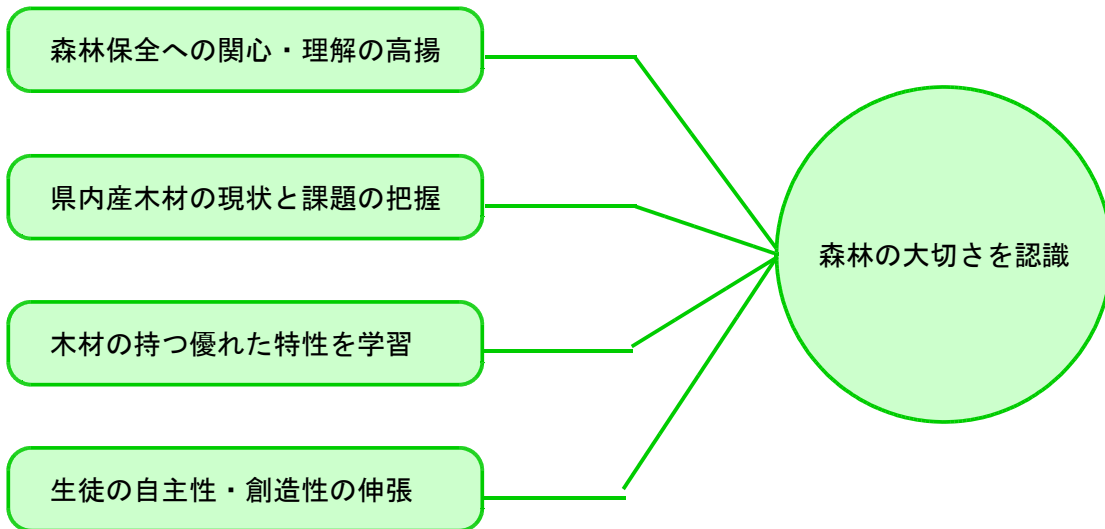 森林保全への関心・理解の高揚
県内産木材の現状と課題の把握
木材の持つ優れた特性を学習
生徒の自主性・創造性の伸張
森林の大切さを認識